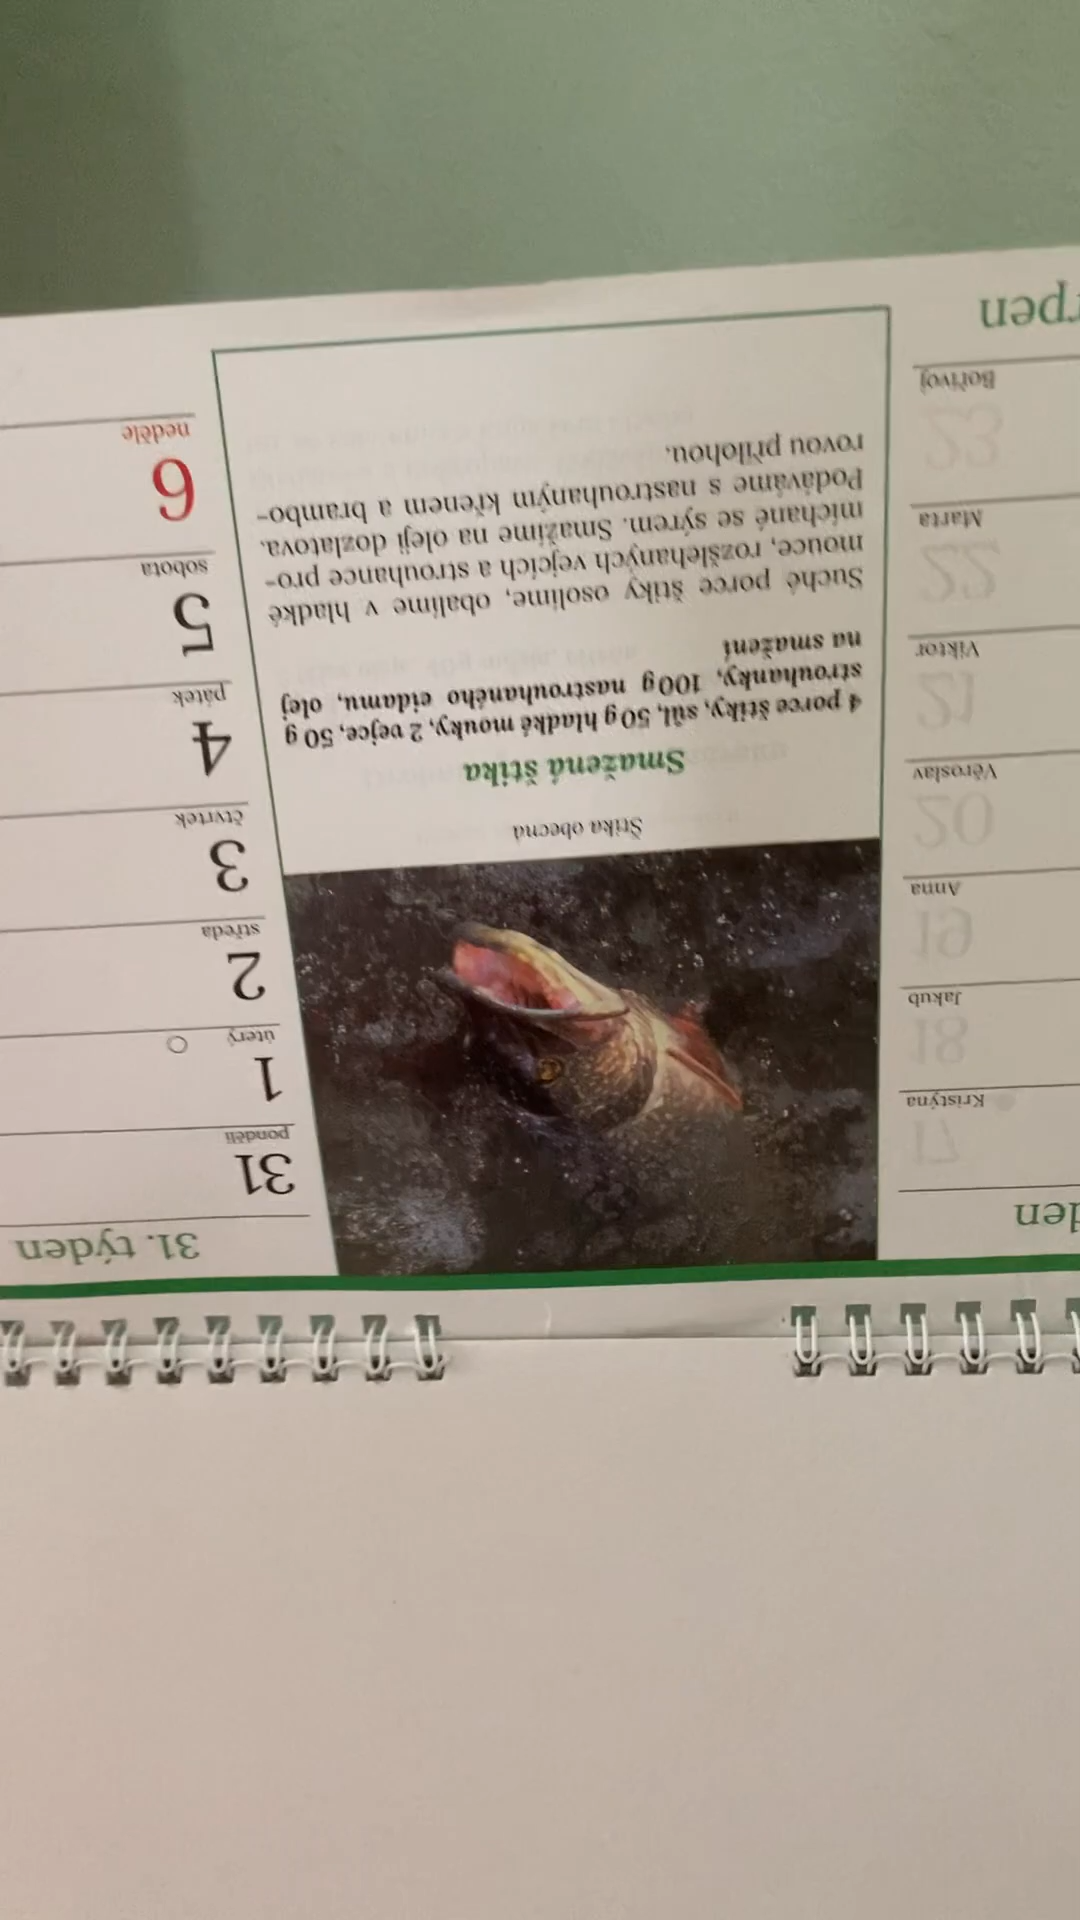 den
Kristýna
Jakub
Anna
Věroslav
Viktor
Marta
Bořivoj
rpen
Štika obecná
Smažená štika
4 porce štiky, sůl, 50 g hladké mouky, 2 vejce, 50 g
strouhanky, 100 g nastrouhaného eidamu, olej
na smažení
Suché porce štiky osolíme, obalíme v hladké
mouce, rozšlehaných vejcích a strouhance pro-
míchané se sýrem. Smažíme na oleji dozlatova.
Podáváme s nastrouhaným křenem a brambo-
rovou přílohou.
31. týden
31
pondělí
1
úterý
2
středa
3
čtvrtek
4
pátek
5
sobota
6
neděle